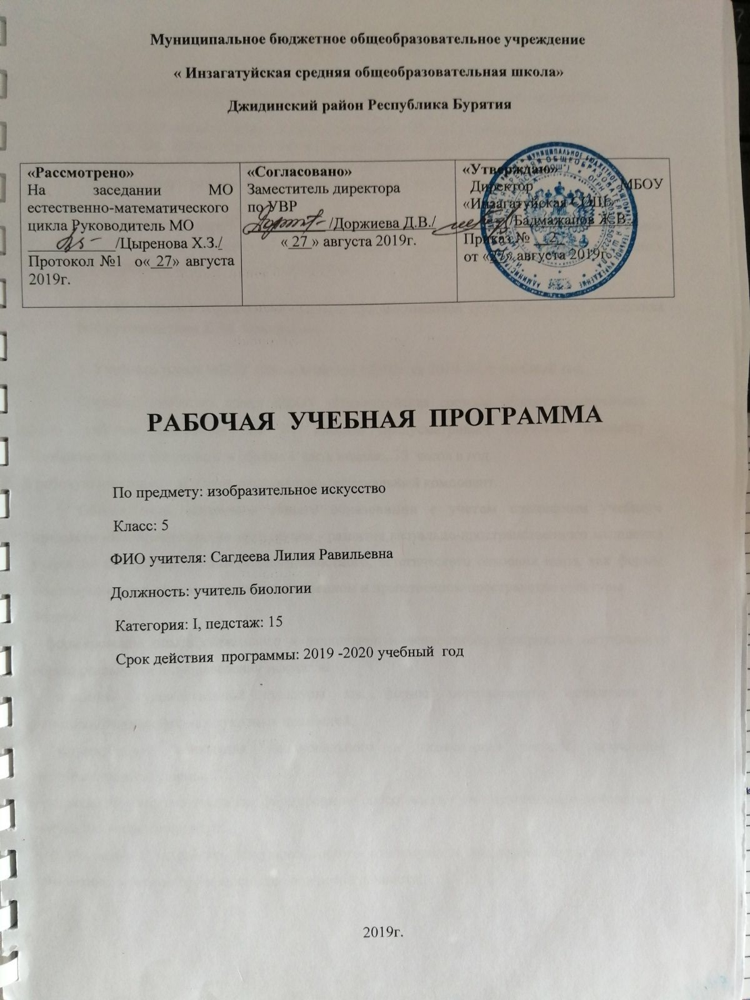 Муниципальное бюджетное общеобразовательное учреждение
« Инзагатуйская средняя общеобразовательная школа»
Джидинский район Республика Бурятия
«Рассмотрено»
На заседании МО
естественно-математического
цикла Руководитель МО
/Цыренова Х.З./
Протокол №1 о« 27» августа
2019г.
«Согласовано»
Заместитель директора
по УВР
/Доржиева Д.В./
« 27 » августа 2019г.
«Утверждаю»
Директор МБОУ
«Инзагатуйская СОШ»
/Бадмажапов Ж.В./
Приказ № 2
от «27» августа 2019г.
РАБОЧАЯ УЧЕБНАЯ ПРОГРАММА
По предмету: изобразительное искусство
Класс: 5
ФИО учителя: Сагдеева Лилия Равильевна
Должность: учитель биологии
Категория: I, педстаж: 15
Срок действия программы: 2019 -2020 учебный год
2019г.